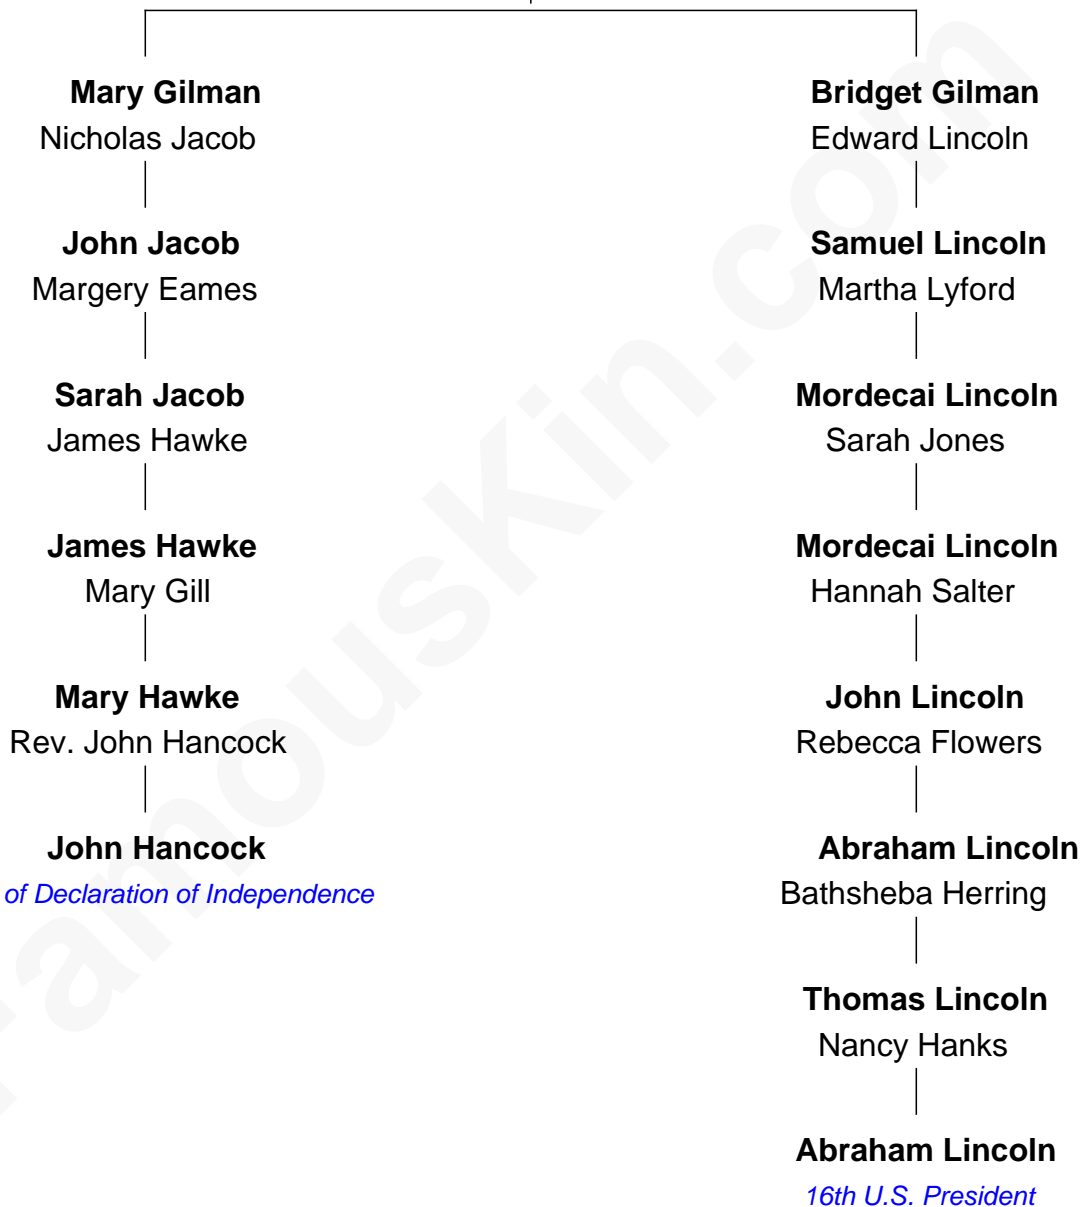 Mary Gilman
Nicholas Jacob
Bridget Gilman
Edward Lincoln
John Jacob
Margery Eames
Samuel Lincoln
Martha Lyford
Sarah Jacob
James Hawke
Mordecai Lincoln
Sarah Jones
James Hawke
Mary Gill
Mordecai Lincoln
Hannah Salter
Mary Hawke
Rev. John Hancock
John Lincoln
Rebecca Flowers
John Hancock
of Declaration of Independence
Abraham Lincoln
Bathsheba Herring
Thomas Lincoln
Nancy Hanks
Abraham Lincoln
16th U.S. President
FamousKin.com